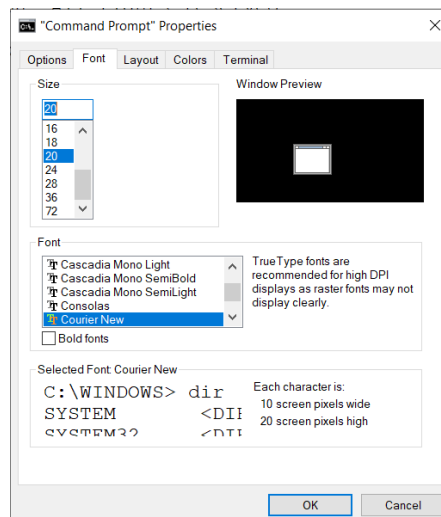 "Command Prompt" Properties
Options Font Layout Colors Terminal
Size
Window Preview
20
16
18
20
24
28
36
72
Font
Cascadia Mono Light
Cascadia Mono SemiBold
Cascadia Mono SemiLight
Consolas
Courier New
Bold fonts
TrueType fonts are
recommended for high DPI
displays as raster fonts may not
display clearly.
Selected Font: Courier New
C:\WINDOWS> dir
SYSTEM <DIR
SYSTEM32 <DIR
Each character is:
10 screen pixels wide
20 screen pixels high
OK Cancel